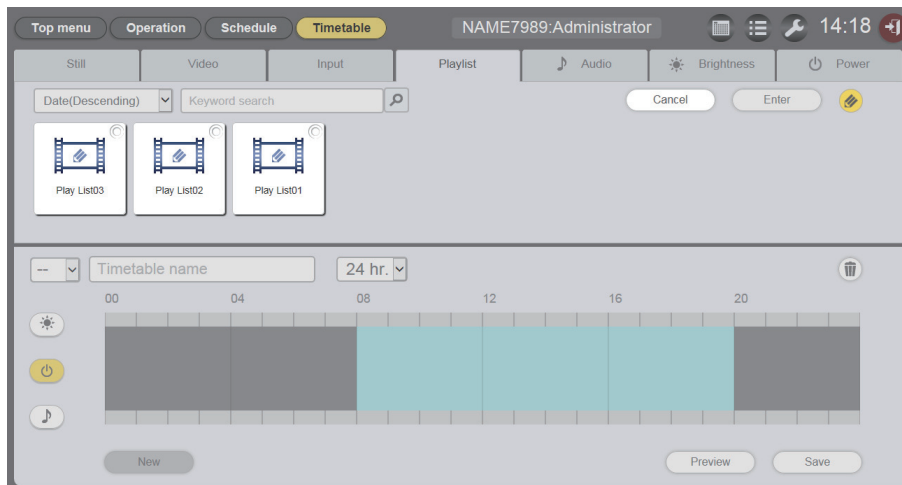 Top menu Operation Schedule Timetable NAME7989:Administrator 14:18
Still Video Input Playlist Audio Brightness Power
Date(Descending) Keyword search Cancel Enter
Play List03 Play List02 Play List01
-- Timetable name 24 hr.
00 04 08 12 16 20
New Preview Save